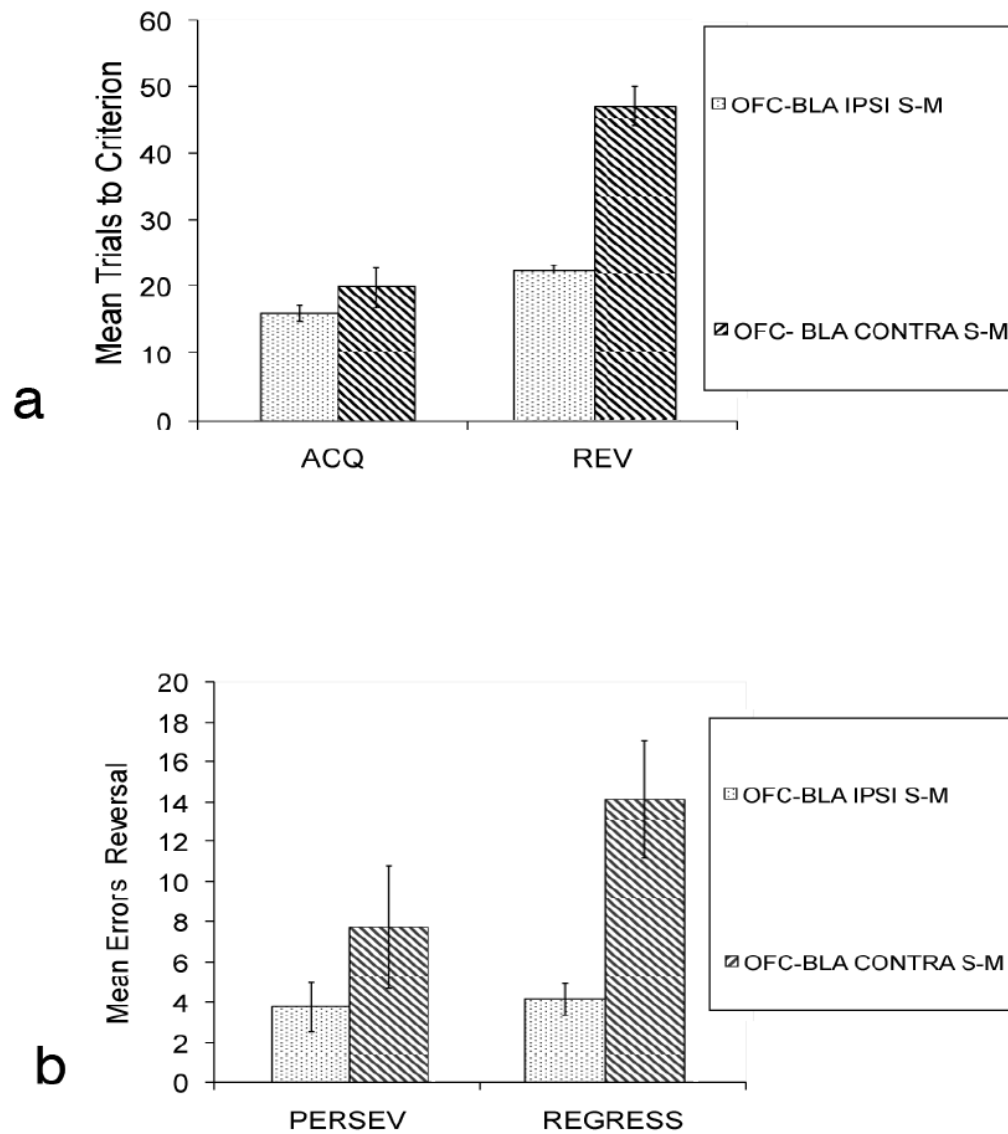 Mean Trials to Criterion
60
50
40
30
20
10
0
ACQ
REV
OFC-BLA IPSI S-M
OFC- BLA CONTRA S-M
a
Mean Errors Reversal
20
18
16
14
12
10
8
6
4
2
0
PERSEV
REGRESS
OFC-BLA IPSI S-M
OFC-BLA CONTRA S-M
b